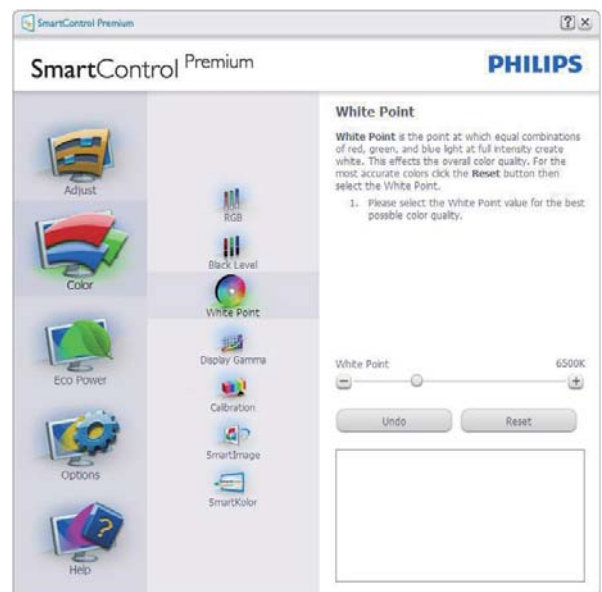 SmartControl Premium
? ×
SmartControl Premium
PHILIPS
Adjust
Color
Eco Power
Options
Help
RGB
Black Level
White Point
Display Gamma
Calibration
SmartImage
SmartKolor
White Point
White Point is the point at which equal combinations
of red, green, and blue light at full intensity create
white. This effects the overall color quality. For the
most accurate colors click the Reset button then
select the White Point.
1. Please select the White Point value for the best
possible color quality.
White Point 6500K
Undo Reset